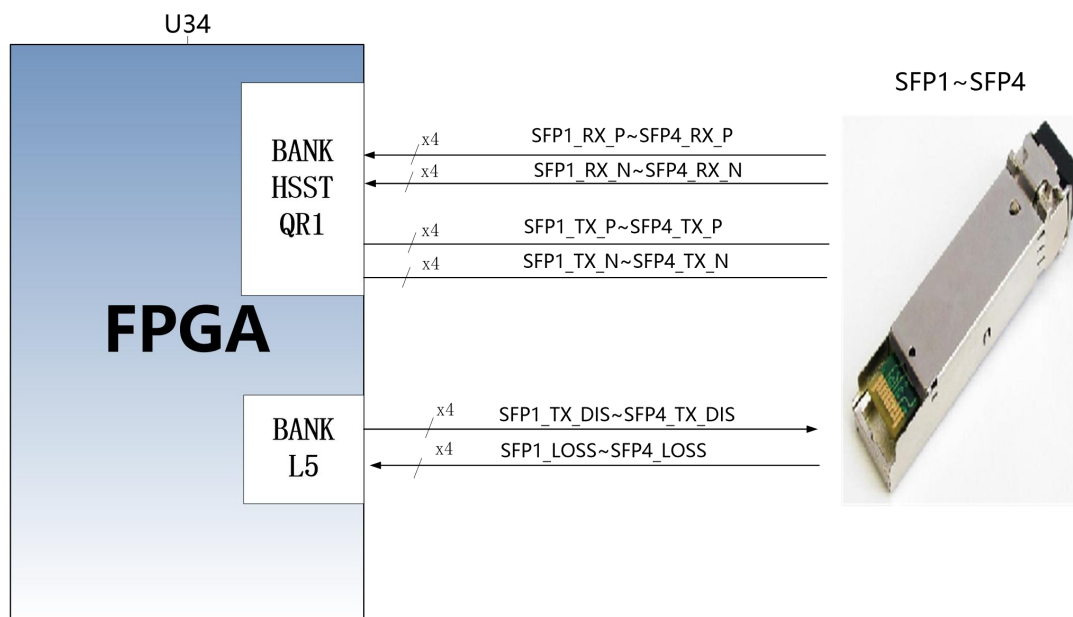 U34
SFP1~SFP4
BANK
HSST
QR1
x4
SFP1_RX_P~SFP4_RX_P
x4
SFP1_RX_N~SFP4_RX_N
x4
SFP1_TX_P~SFP4_TX_P
x4
SFP1_TX_N~SFP4_TX_N
FPGA
BANK
L5
x4
SFP1_TX_DIS~SFP4_TX_DIS
x4
SFP1_LOSS~SFP4_LOSS